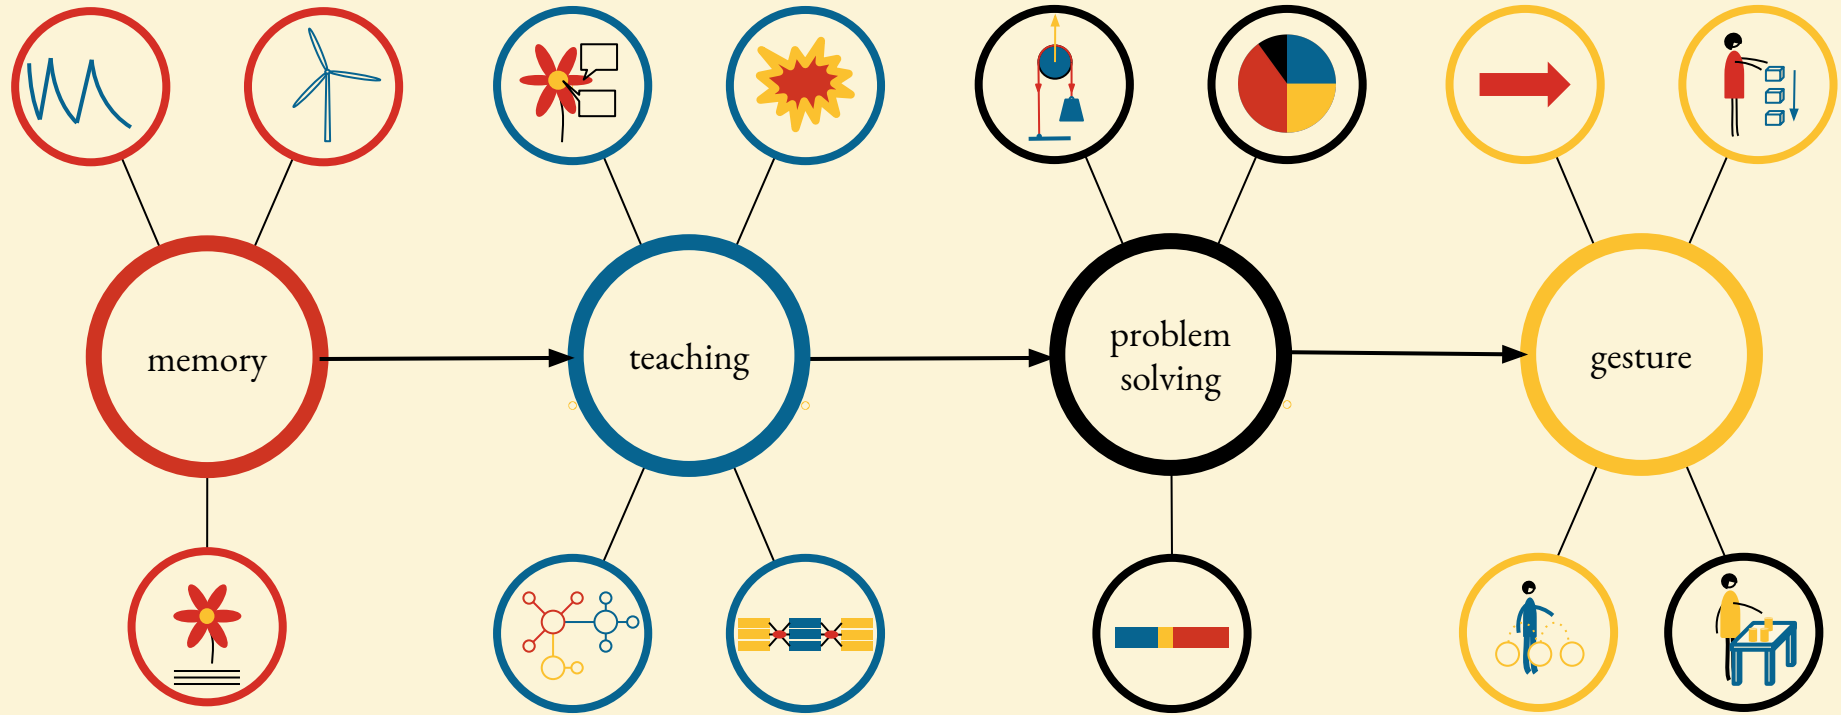 memory
teaching
problem
solving
gesture